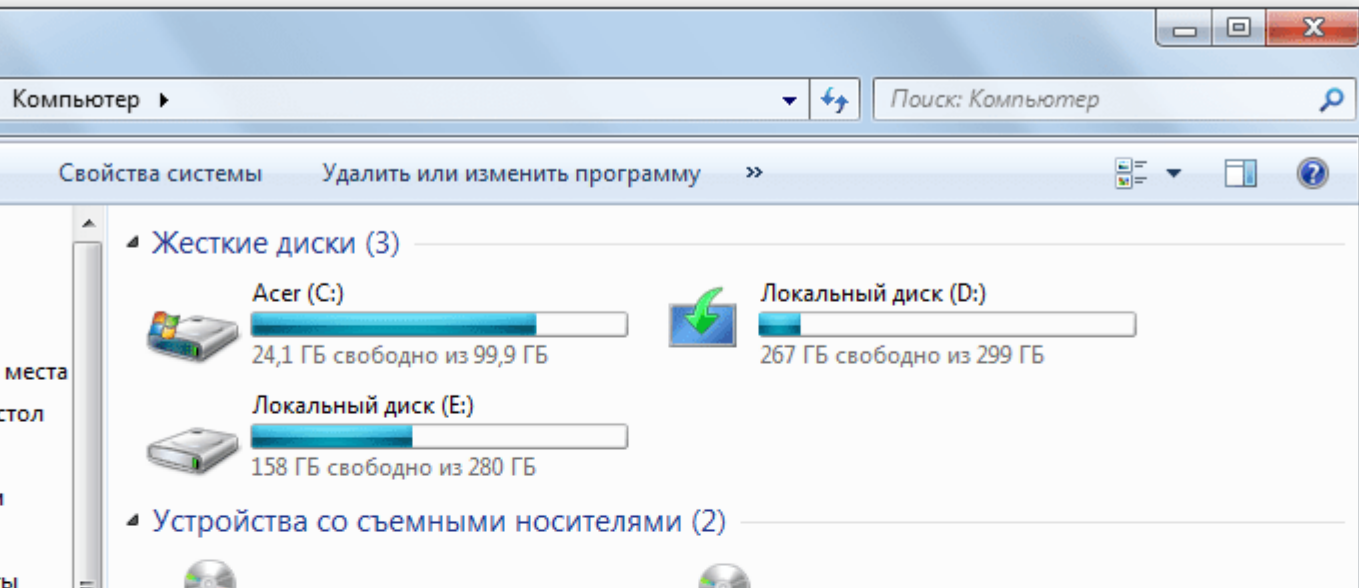 Компьютер
Поиск: Компьютер
Свойства системы Удалить или изменить программу »
Жесткие диски (3)
Acer (C:)
24,1 ГБ свободно из 99,9 ГБ
Локальный диск (D:)
267 ГБ свободно из 299 ГБ
места
стол
Локальный диск (E:)
158 ГБ свободно из 280 ГБ
Устройства со съемными носителями (2)